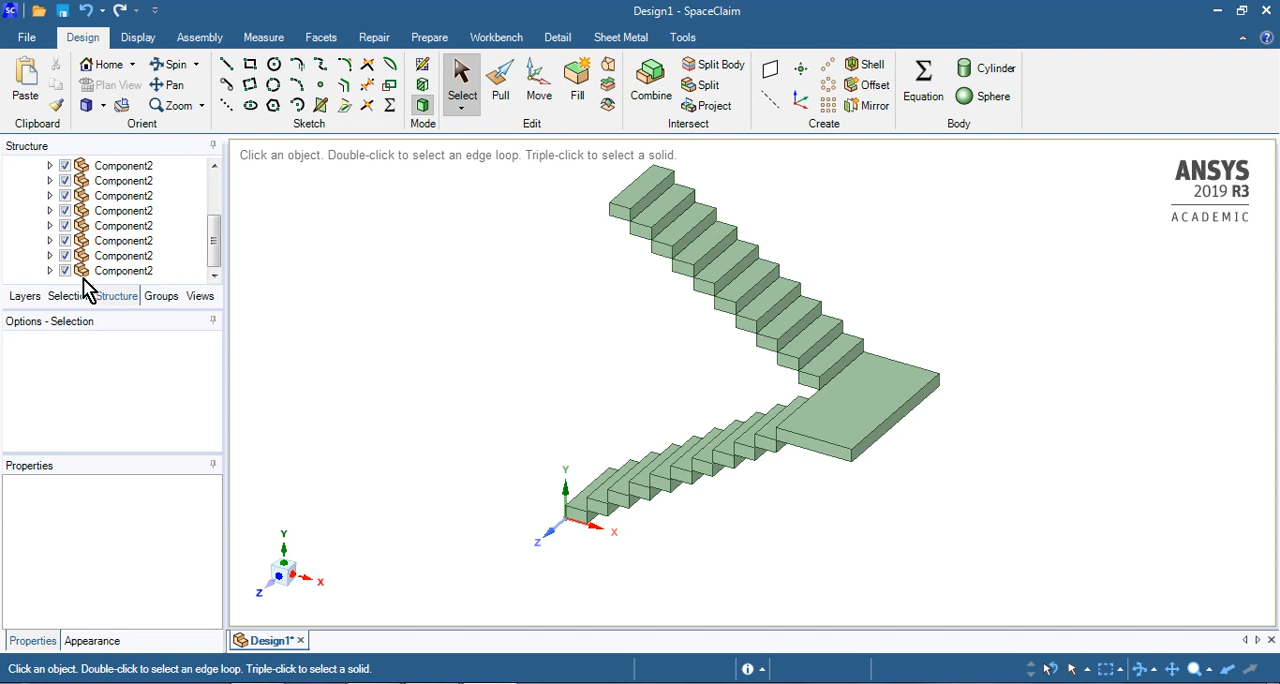 SC Design1 - SpaceClaim
File Design Display Assembly Measure Facets Repair Prepare Workbench Detail Sheet Metal Tools
Paste
Clipboard
Home Spin
Plan View Pan
Zoom
Orient
Sketch
Mode
Select Pull Move Fill
Edit
Combine
Split Body
Split
Project
Intersect
Shell
Offset
Mirror
Create
Equation
Cylinder
Sphere
Body
Structure
Component2
Component2
Component2
Component2
Component2
Component2
Component2
Component2
Layers Selection Structure Groups Views
Options - Selection
Properties
Properties Appearance
Click an object. Double-click to select an edge loop. Triple-click to select a solid.
ANSYS
2019 R3
ACADEMIC
Y
X
Z
Y
X
Z
Design1*
Click an object. Double-click to select an edge loop. Triple-click to select a solid.